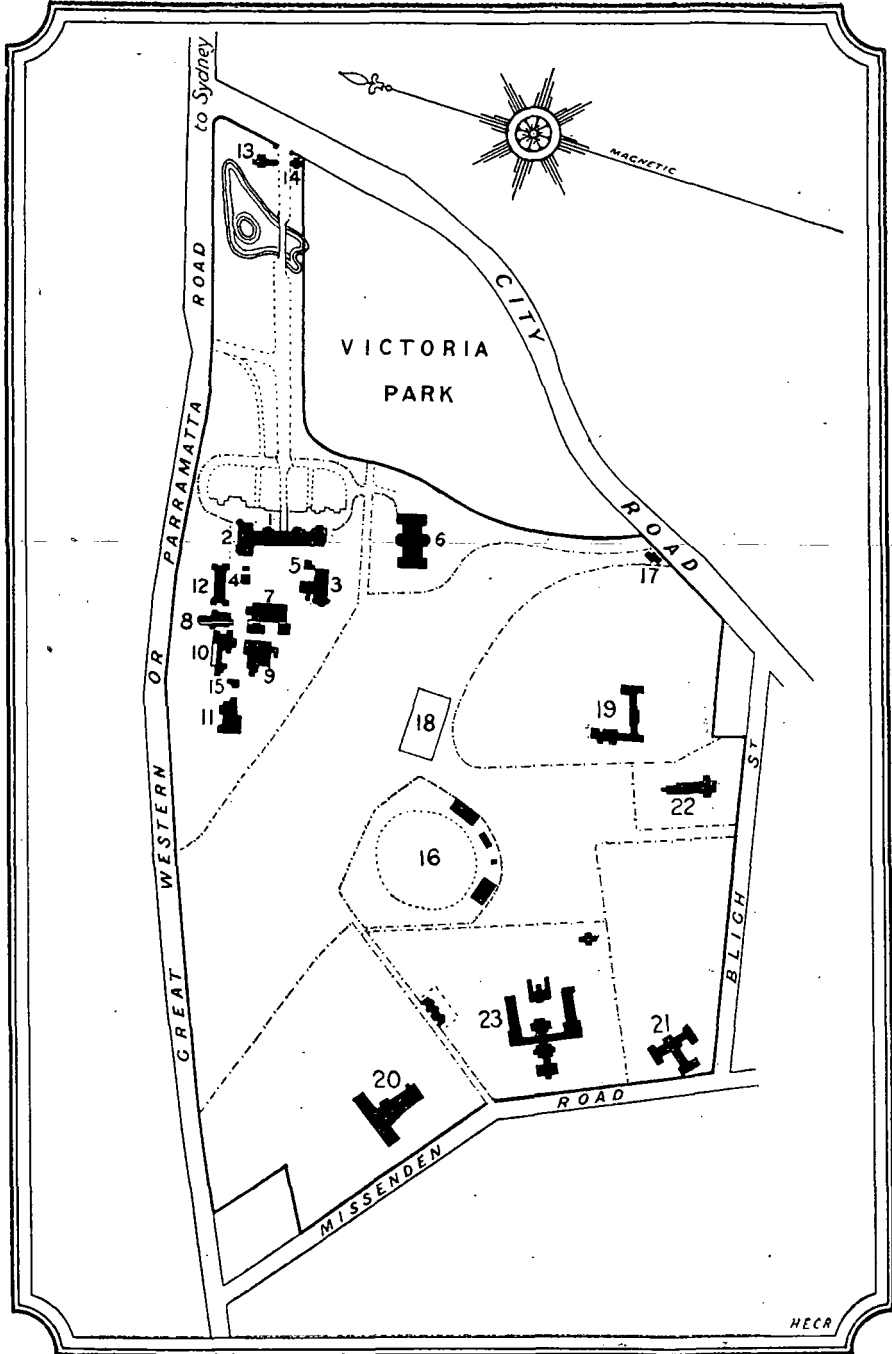 to Sydney
MAGNETIC
13
14
ROAD
CITY
VICTORIA
PARK
PARRAMATTA
ROAD
2
6
5
17
12
4
3
7
8
10
9
OR
15
11
19
18
ST
22
WESTERN
16
BLIGH
GREAT
23
21
20
ROAD
MISSENDEN
HECR